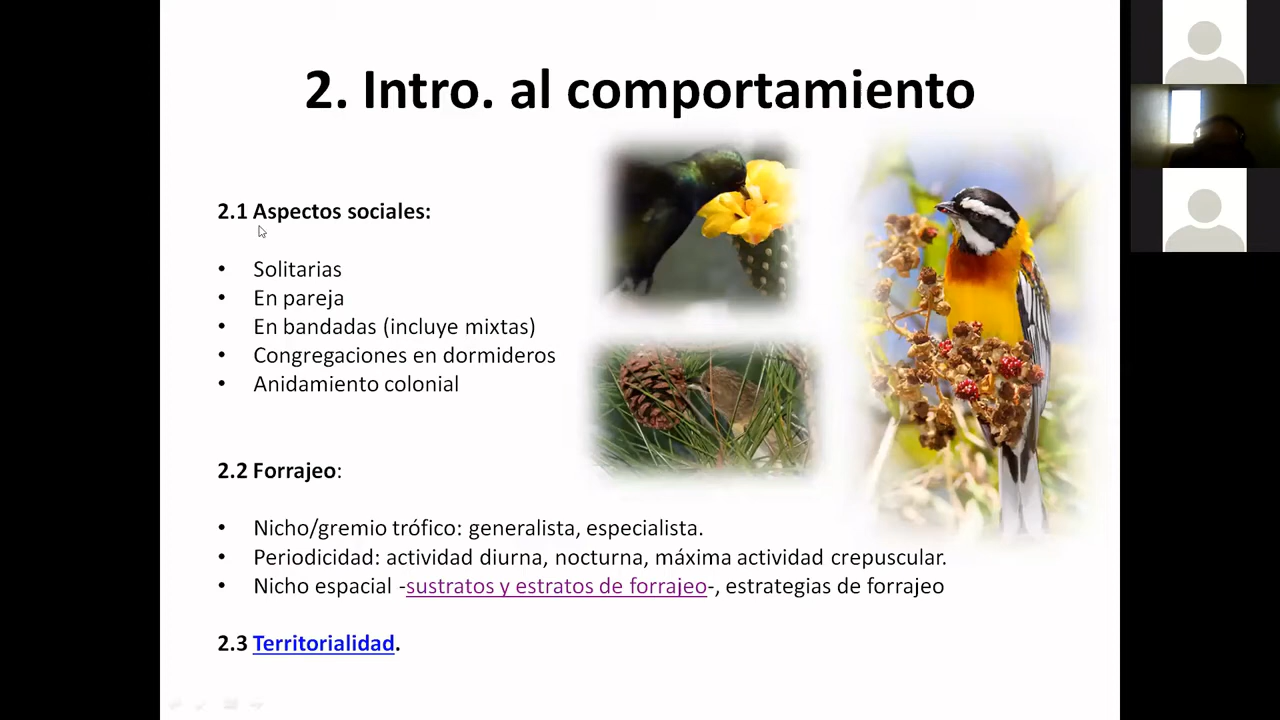 2. Intro. al comportamiento
2.1 Aspectos sociales:
• Solitarias
• En pareja
• En bandadas (incluye mixtas)
• Congregaciones en dormideros
• Anidamiento colonial
2.2 Forrajeo:
• Nicho/gremio trófico: generalista, especialista.
• Periodicidad: actividad diurna, nocturna, máxima actividad crepuscular.
• Nicho espacial -sustratos y estratos de forrajeo-, estrategias de forrajeo
2.3 Territorialidad.